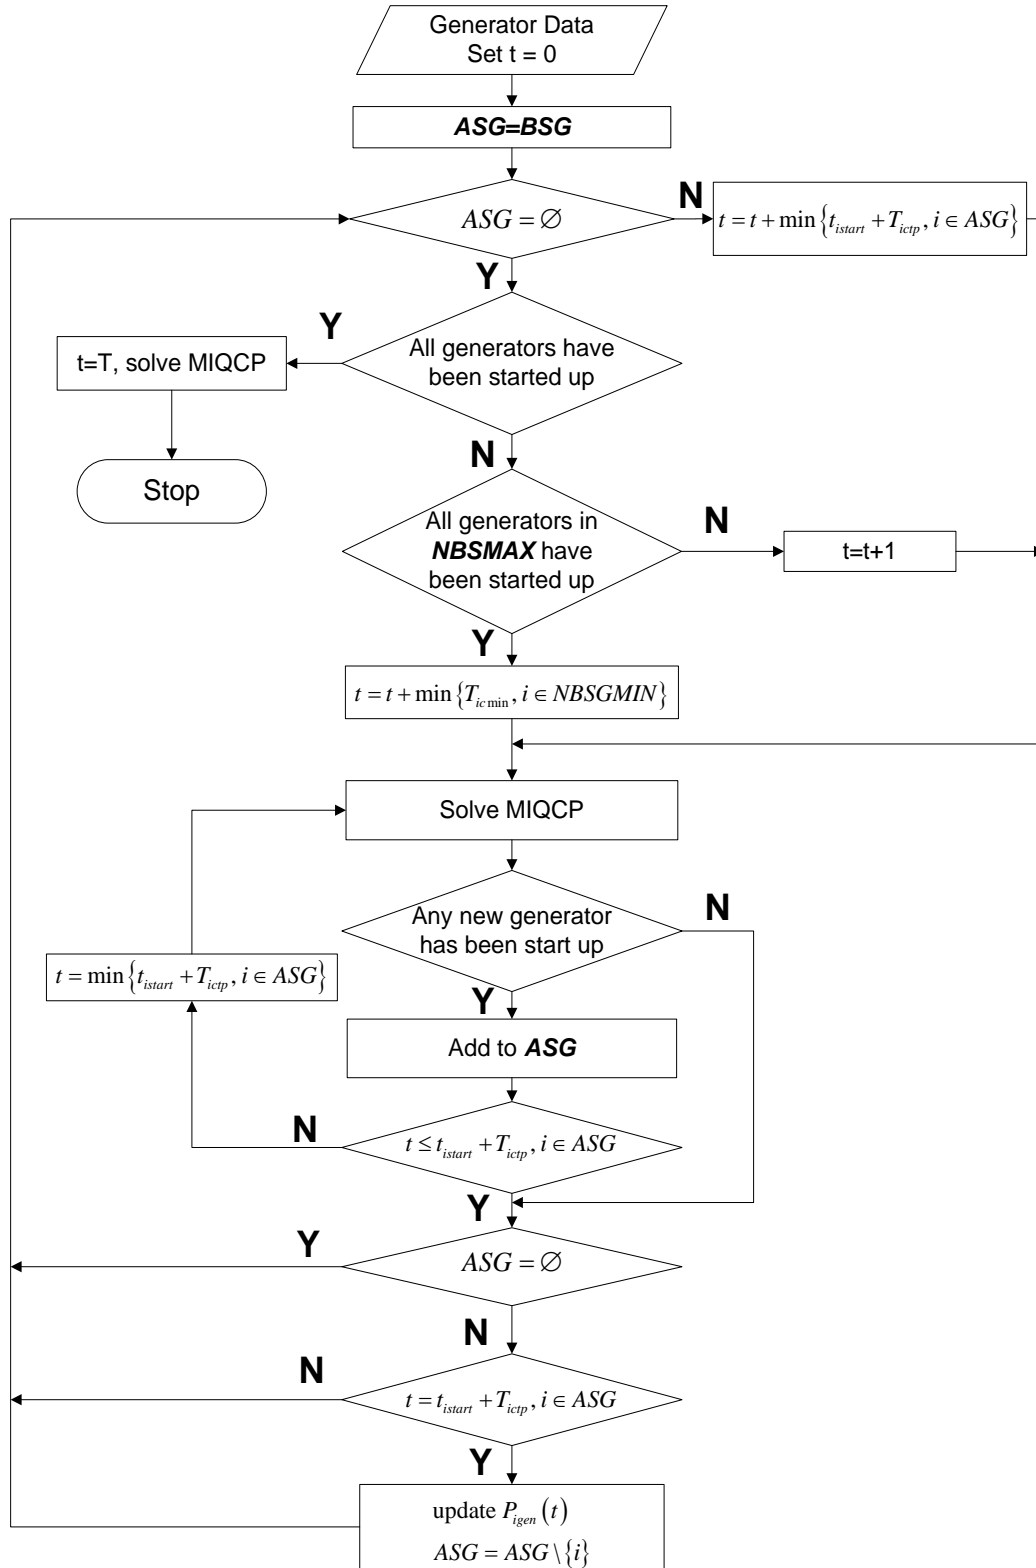 Generator Data
Set t = 0
ASG=BSG
ASG = ∅
N
t = t + min{t_istart + T_ictp, i ∈ ASG}
Y
Y
All generators have
been started up
t=T, solve MIQCP
N
Stop
All generators in
NBSMAX have
been started up
N
t=t+1
Y
t = t + min{T_ic min, i ∈ NBSGMIN}
Solve MIQCP
Any new generator
has been start up
N
t = min{t_istart + T_ictp, i ∈ ASG}
Y
Add to ASG
N
t ≤ t_istart + T_ictp, i ∈ ASG
Y
Y
ASG = ∅
N
N
t = t_istart + T_ictp, i ∈ ASG
Y
update P_igen(t)
ASG = ASG \ {i}